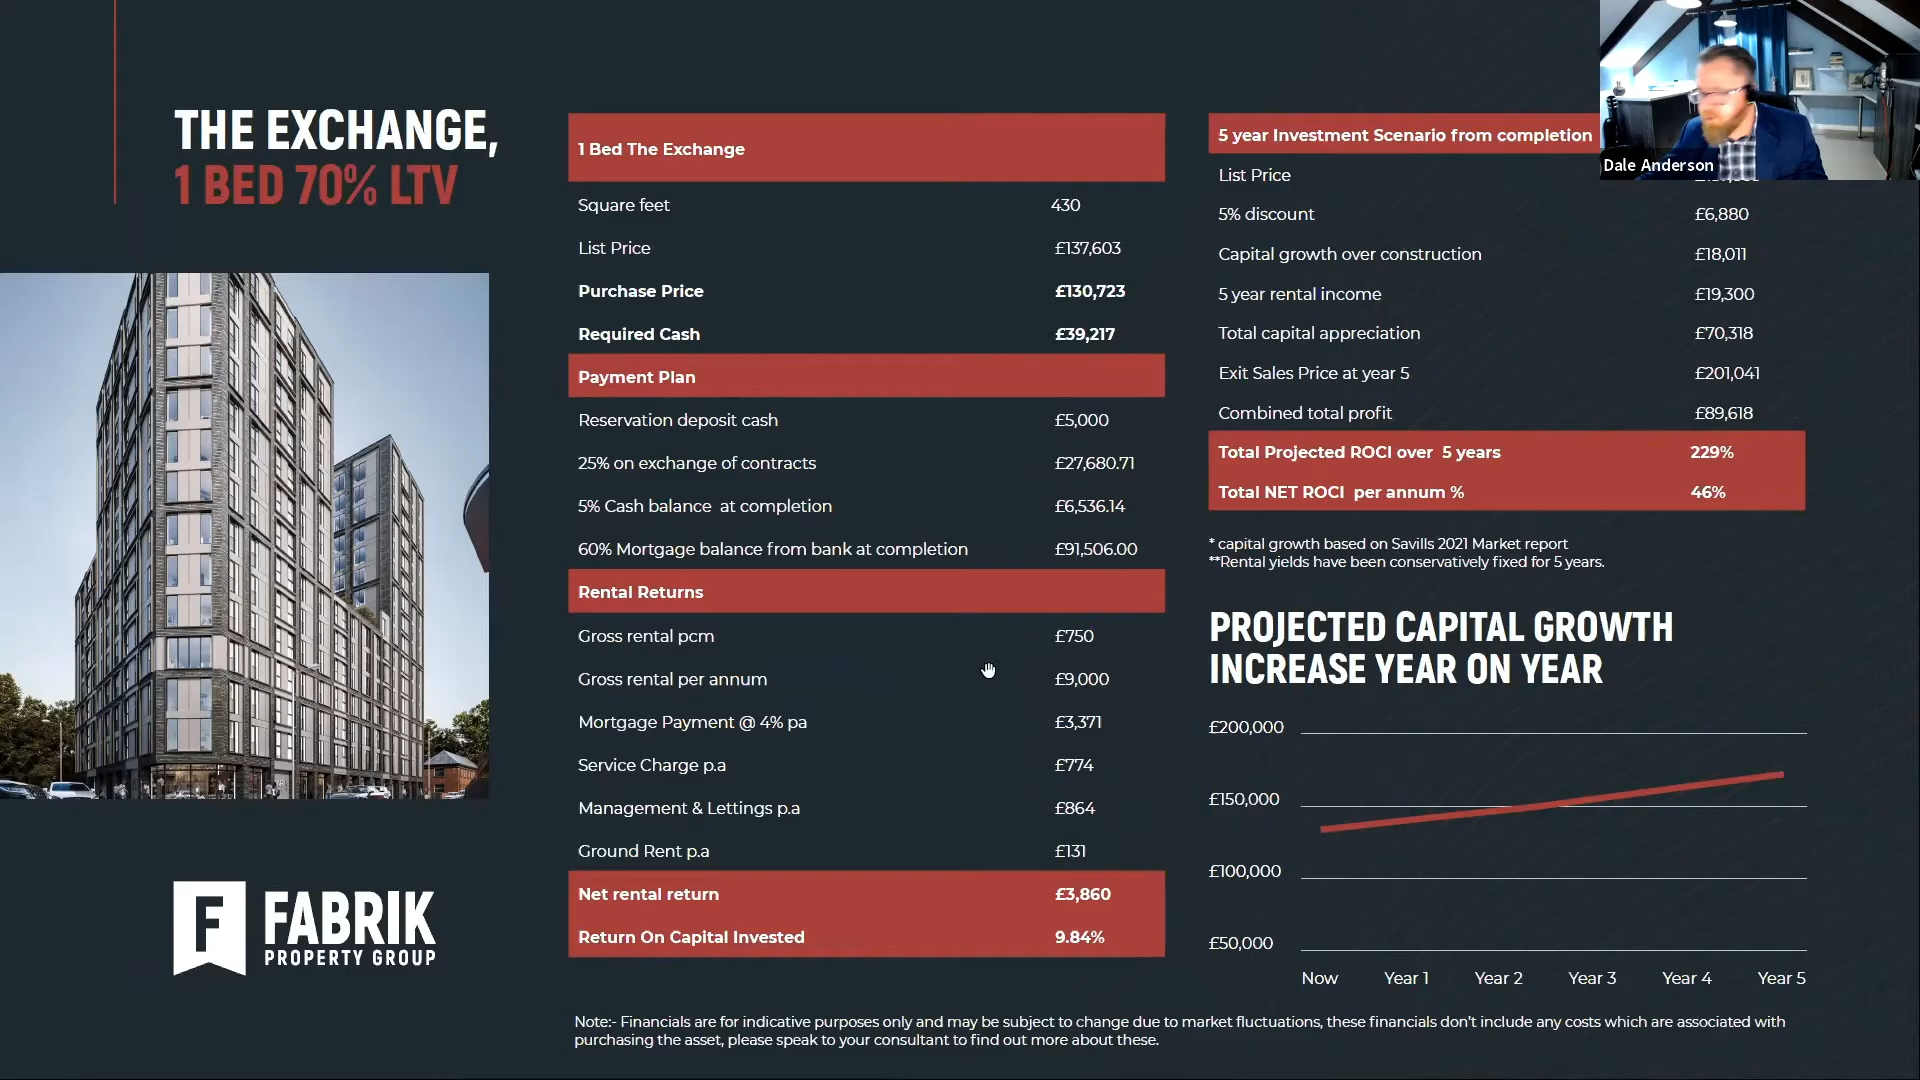 THE EXCHANGE,
1 BED 70% LTV
1 Bed The Exchange
Square feet 430
List Price £137,603
Purchase Price £130,723
Required Cash £39,217
Payment Plan
Reservation deposit cash £5,000
25% on exchange of contracts £27,680.71
5% Cash balance at completion £6,536.14
60% Mortgage balance from bank at completion £91,506.00
Rental Returns
Gross rental pcm £750
Gross rental per annum £9,000
Mortgage Payment @ 4% pa £3,371
Service Charge p.a £774
Management & Lettings p.a £864
Ground Rent p.a £131
Net rental return £3,860
Return On Capital Invested 9.84%
5 year Investment Scenario from completion
List Price
5% discount £6,880
Capital growth over construction £18,011
5 year rental income £19,300
Total capital appreciation £70,318
Exit Sales Price at year 5 £201,041
Combined total profit £89,618
Total Projected ROCI over 5 years 229%
Total NET ROCI per annum % 46%
* capital growth based on Savills 2021 Market report
**Rental yields have been conservatively fixed for 5 years.
PROJECTED CAPITAL GROWTH
INCREASE YEAR ON YEAR
£200,000
£150,000
£100,000
£50,000
Now Year 1 Year 2 Year 3 Year 4 Year 5
Note:- Financials are for indicative purposes only and may be subject to change due to market fluctuations, these financials don't include any costs which are associated with
purchasing the asset, please speak to your consultant to find out more about these.
F FABRIK
PROPERTY GROUP
Dale Anderson